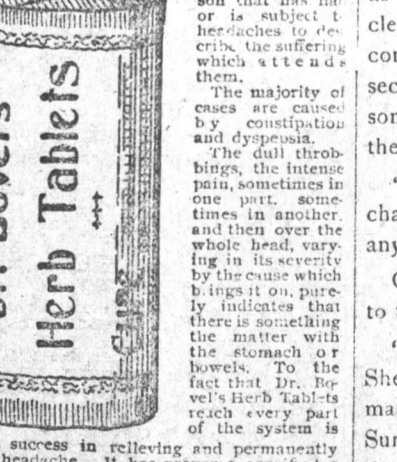 Herb Tablets
Cure
son that has had
or is subject t
headaches to des
cribe the suffering
which attends
them.
The majority of
cases are caused
by constipation
and dyspepsia.
The dull throb-
bings, the intense
pain, sometimes in
one part, some-
times in another,
and then over the
whole head, vary-
ing in its severity
by the cause which
brings it on, pure-
ly indicates that
there is something
the matter with
the stomach or
bowels. To the
fact that Dr. Bo-
vel's Herb Tablets
reach every part
of the system is
success in relieving and permanently
headache. It has
cle
con
sec
son
the
cha
any
to
She
ma
Sun